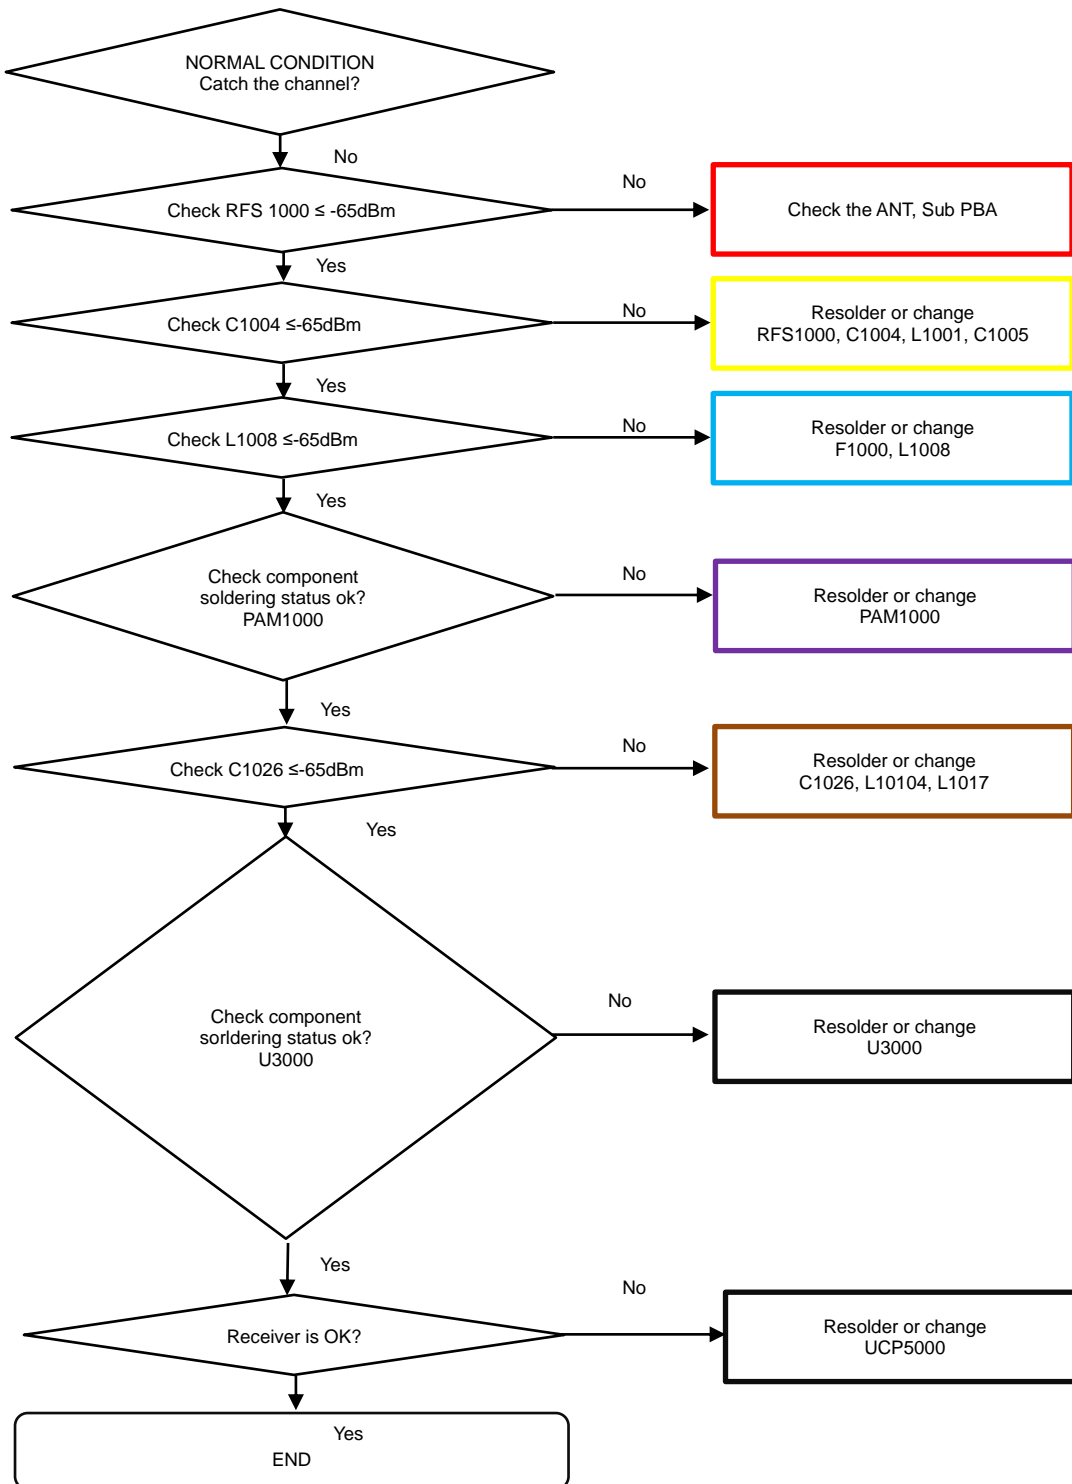 NORMAL CONDITION
Catch the channel?
No
Check RFS 1000 ≤ -65dBm
No
Check the ANT, Sub PBA
Yes
Check C1004 ≤-65dBm
No
Resolder or change
RFS1000, C1004, L1001, C1005
Yes
Check L1008 ≤-65dBm
No
Resolder or change
F1000, L1008
Yes
Check component
soldering status ok?
PAM1000
No
Resolder or change
PAM1000
Yes
Check C1026 ≤-65dBm
No
Resolder or change
C1026, L10104, L1017
Yes
Check component
sorldering status ok?
U3000
No
Resolder or change
U3000
Yes
Receiver is OK?
No
Resolder or change
UCP5000
Yes
END